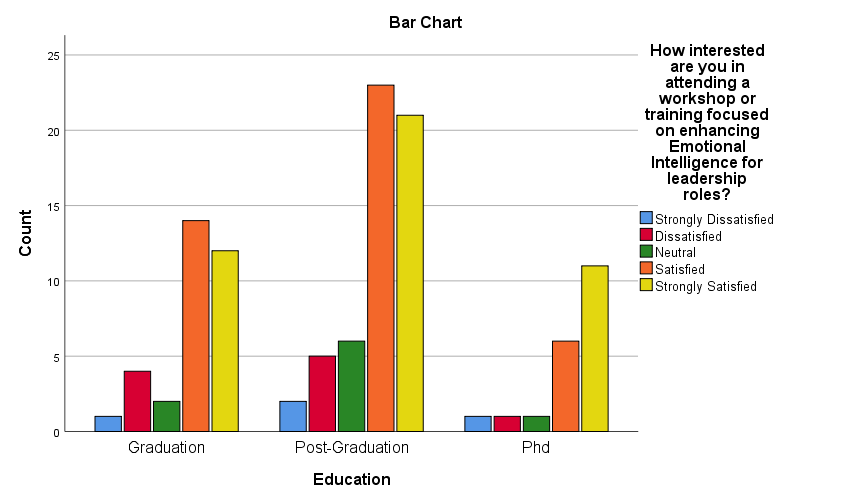 Bar Chart
25
20
15
10
5
0
Count
Graduation
Post-Graduation
Phd
Education
How interested
are you in
attending a
workshop or
training focused
on enhancing
Emotional
Intelligence for
leadership
roles?
Strongly Dissatisfied
Dissatisfied
Neutral
Satisfied
Strongly Satisfied